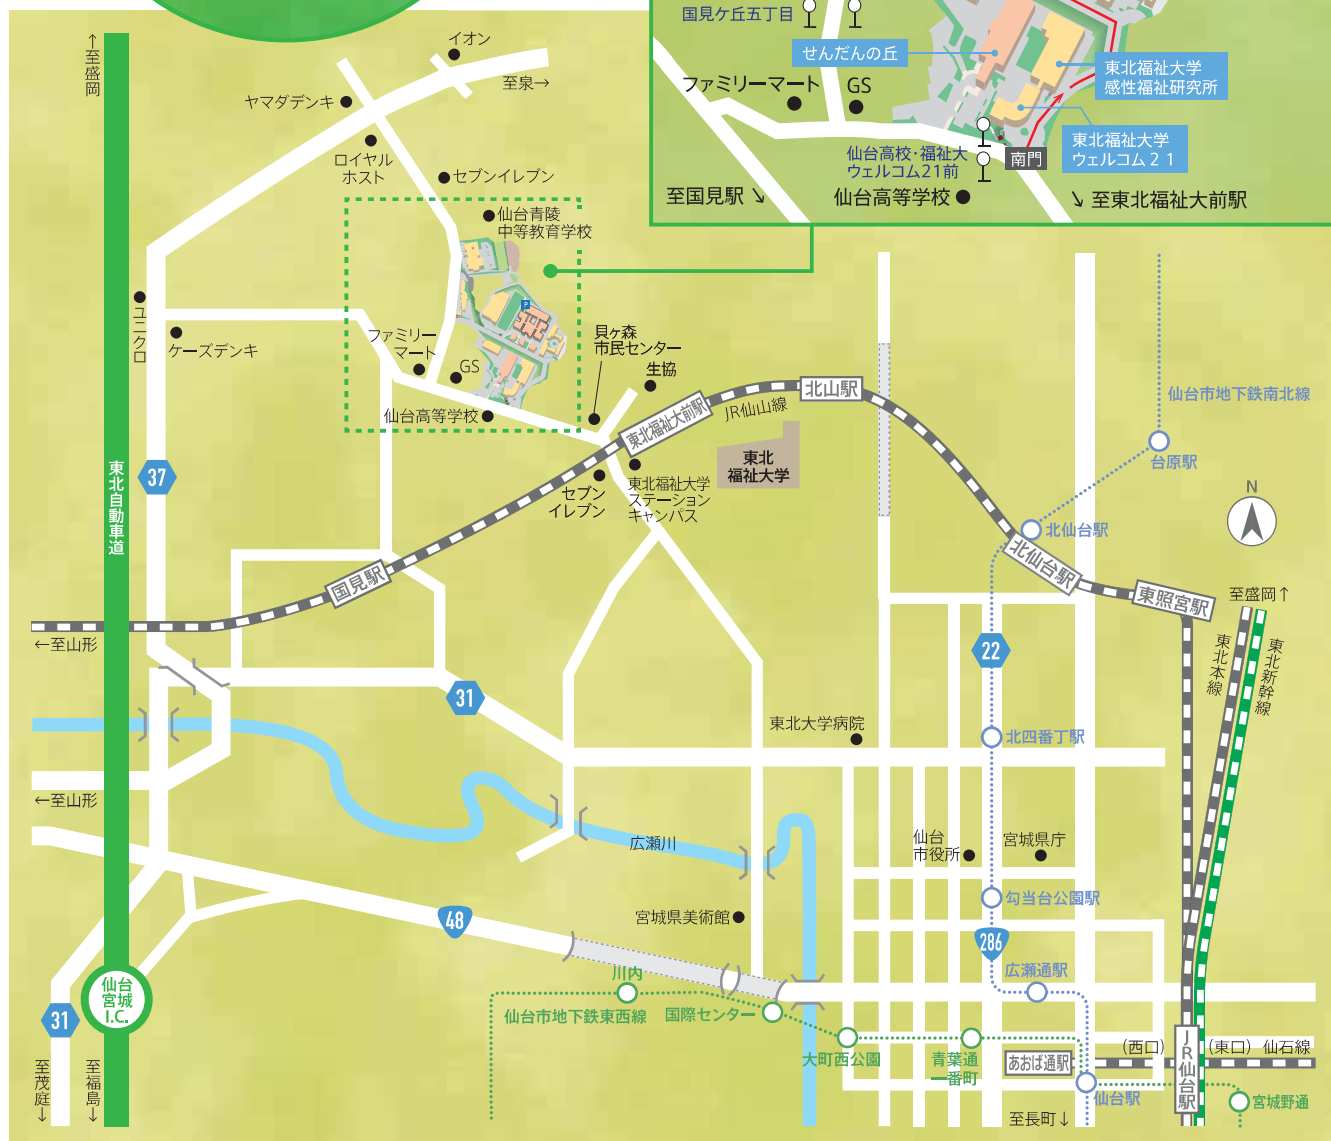 国見ケ丘五丁目
せんだんの丘
ファミリーマート
GS
東北福祉大学
感性福祉研究所
東北福祉大学
ウェルコム21
仙台高校・福祉大
ウェルコム21前
南門
至国見駅↘
仙台高等学校
↘至東北福祉大前駅
←至盛岡
イオン
至泉→
ヤマダデンキ
ロイヤル
ホスト
セブンイレブン
仙台青陵
中等教育学校
P
ユニクロ
ケーズデンキ
ファミリー
マート
GS
仙台高等学校
貝ヶ森
市民センター
生協
東北福祉大前駅
JR仙山線
北山駅
東北
福祉大学
仙台市地下鉄南北線
台原駅
N
37
東北自動車道
セブン
イレブン
東北福祉大学
ステーション
キャンパス
北仙台駅
北仙台駅
国見駅
東照宮駅
至盛岡↑
←至山形
22
東北本線
東北新幹線
31
東北大学病院
北四番丁駅
←至山形
広瀬川
仙台
市役所
宮城県庁
勾当台公園駅
宮城県美術館
48
286
広瀬通駅
仙台
宮城
I.C.
川内
仙台市地下鉄東西線
国際センター
31
大町西公園
青葉通
一番町
あおば通駅
(西口)
JR仙台駅
(東口)
仙石線
至茂庭→
至福島→
仙台駅
宮城野通
至長町↓